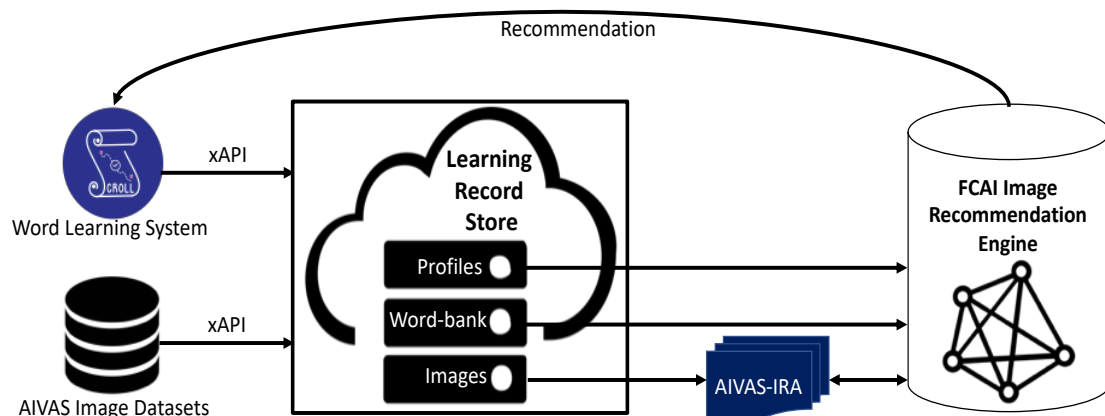 Recommendation
xAPI
CROLL
Word Learning System
Learning
Record
Store
Profiles
Word-bank
Images
xAPI
AIVAS Image Datasets
AIVAS-IRA
FCAI Image
Recommendation
Engine